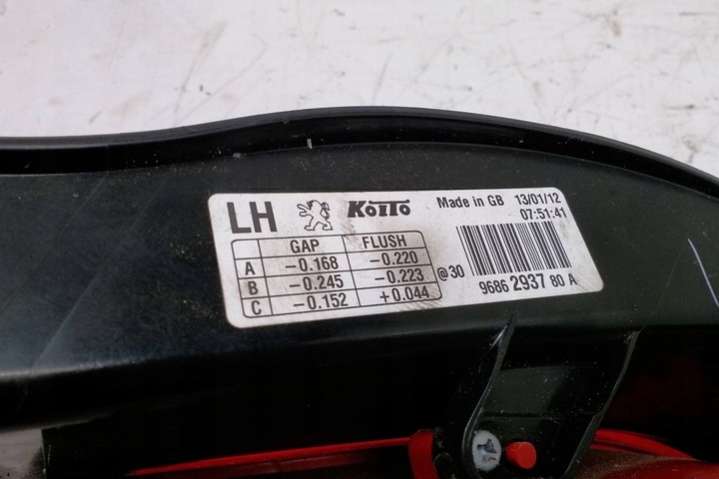 LH KOITO Made in GB 13/01/12
07:51:41
GAP FLUSH
A -0.168 -0.220
B -0.245 -0.223 @30
C -0.152 +0.044
96862 2937 80 A